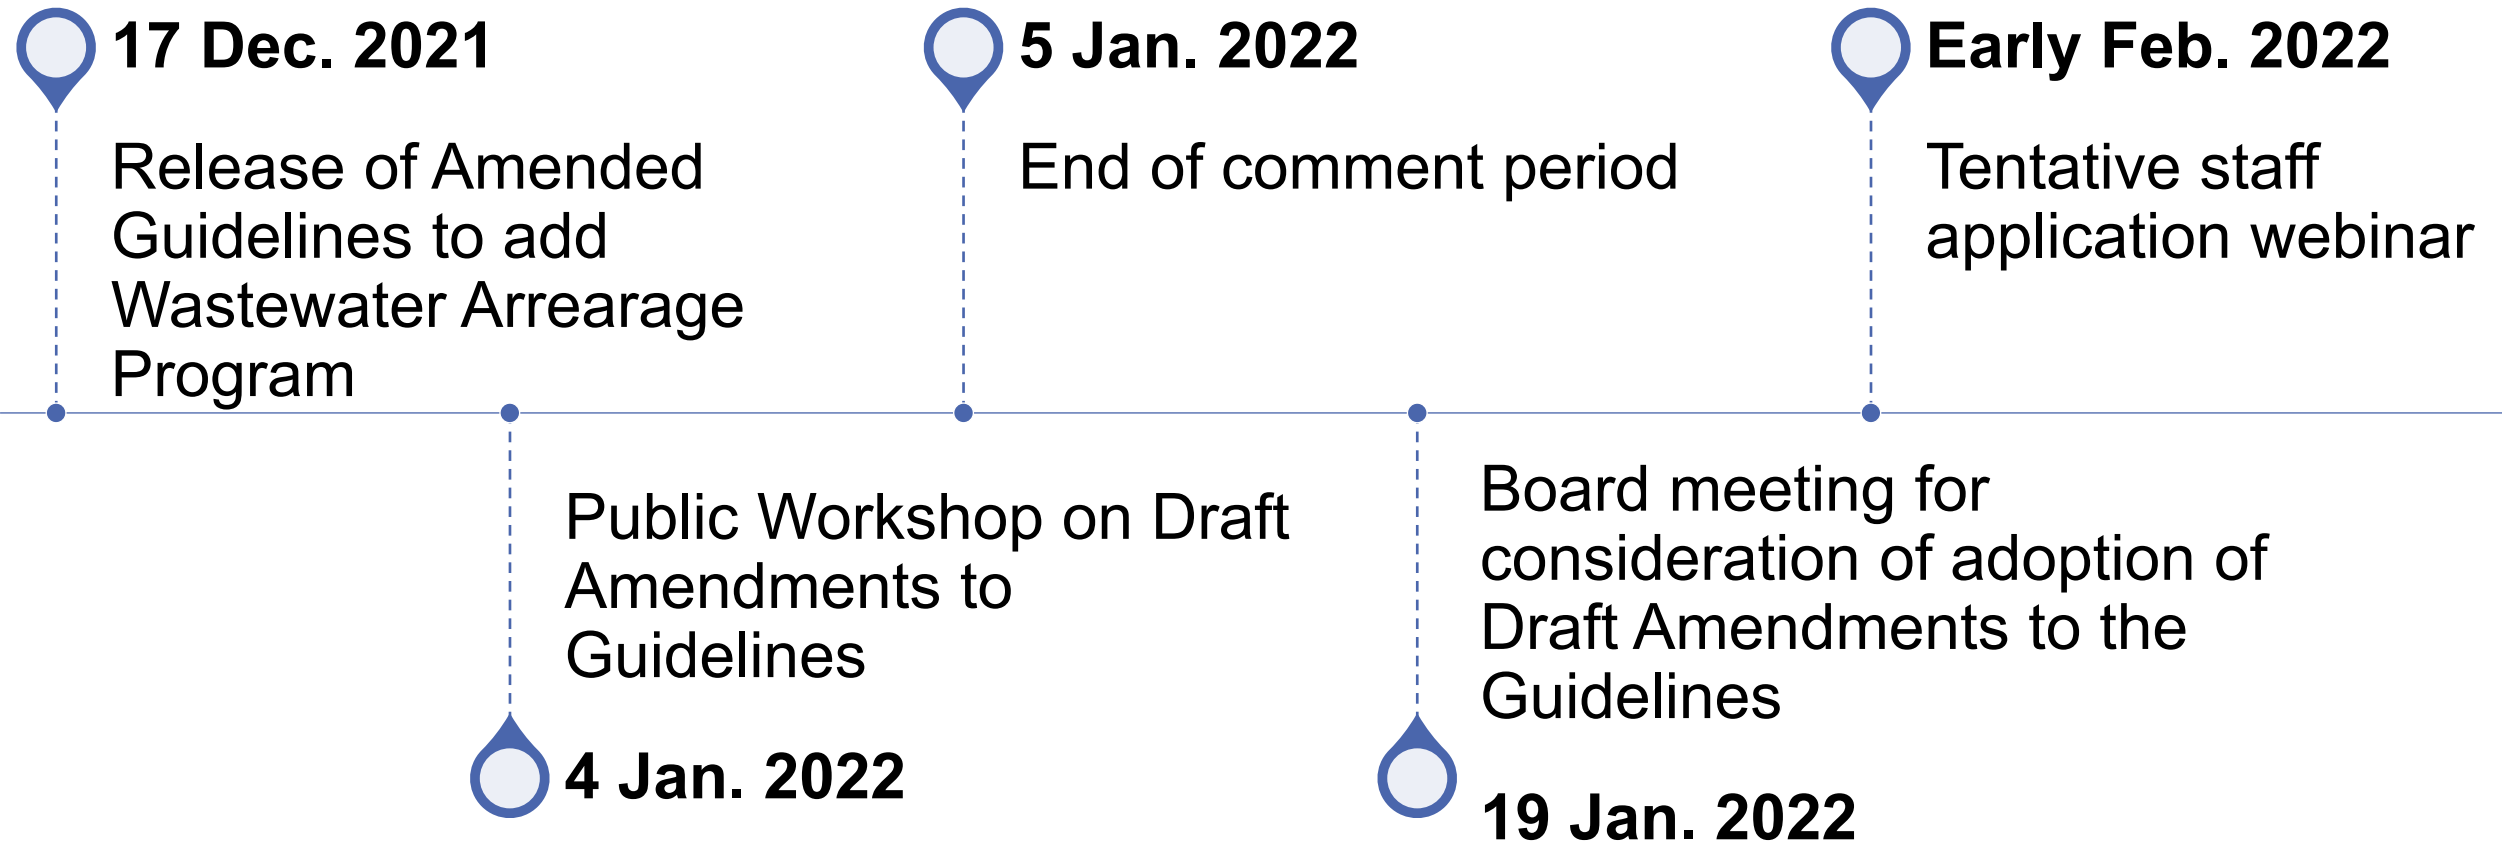 17 Dec. 2021
Release of Amended
Guidelines to add
Wastewater Arrearage
Program
Public Workshop on Draft
Amendments to
Guidelines
4 Jan. 2022
5 Jan. 2022
End of comment period
Board meeting for
consideration of adoption of
Draft Amendments to the
Guidelines
19 Jan. 2022
Early Feb. 2022
Tentative staff
application webinar